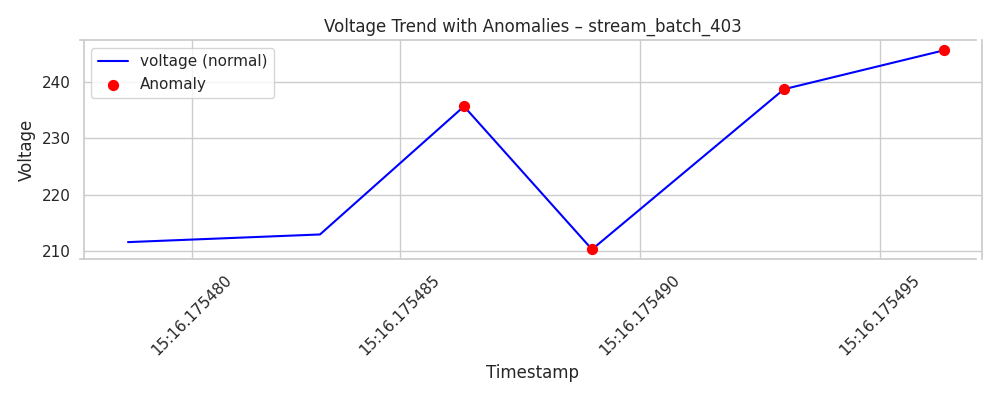 Voltage Trend with Anomalies – stream_batch_403
voltage (normal)
Anomaly
Voltage
240
230
220
210
15:16.175480
15:16.175485
15:16.175490
15:16.175495
Timestamp